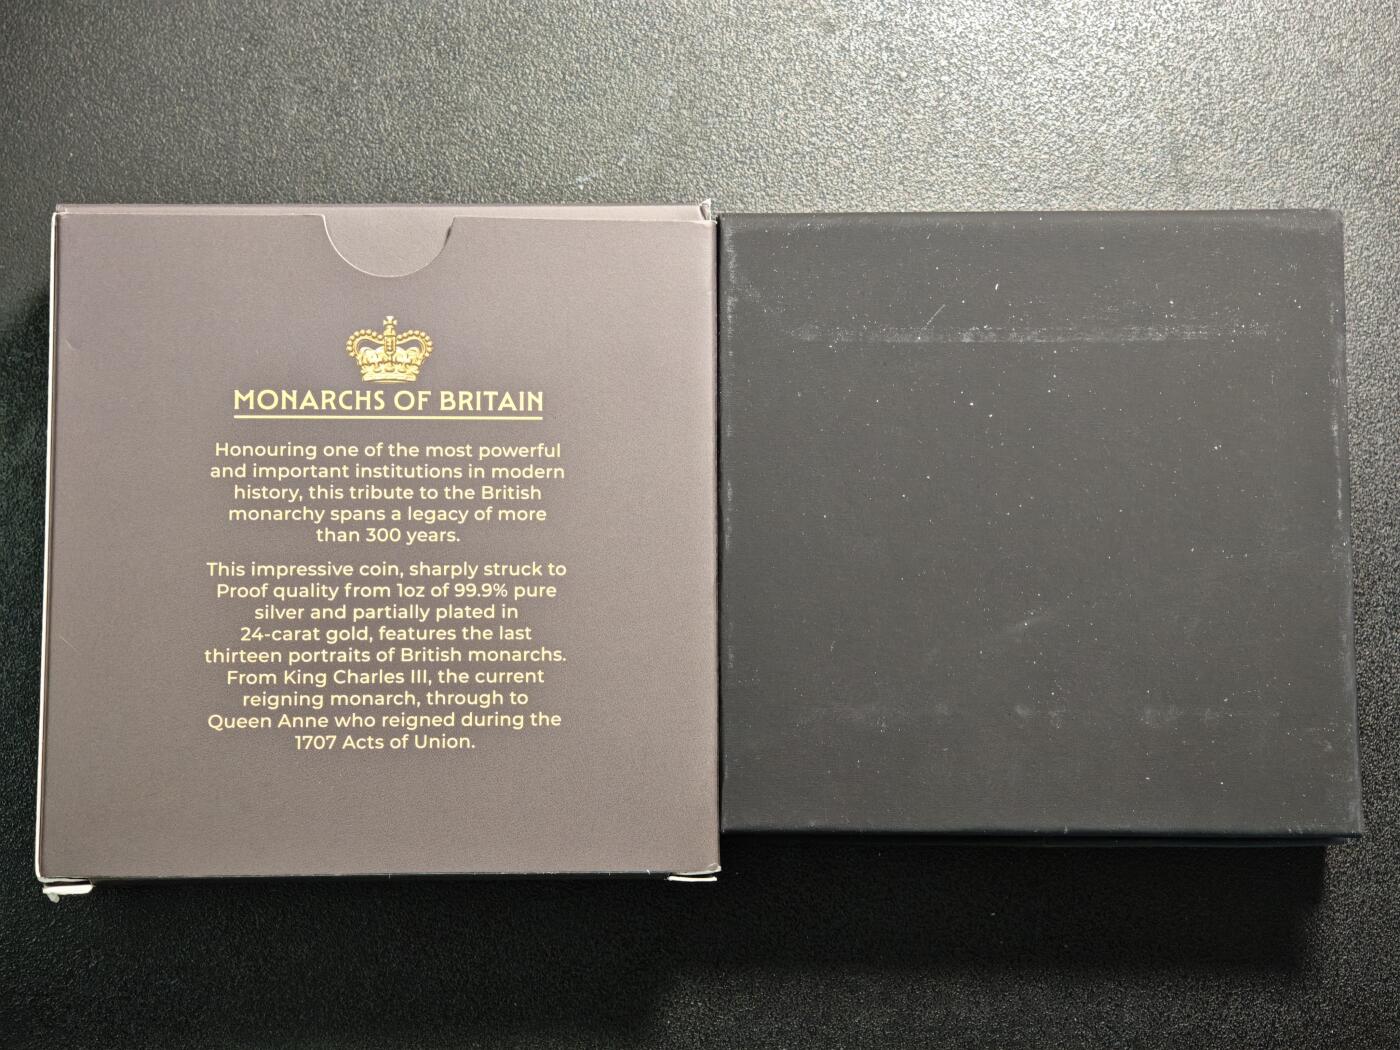 MONARCHS OF BRITAIN
Honouring one of the most powerful
and important institutions in modern
history, this tribute to the British
monarchy spans a legacy of more
than 300 years.
This impressive coin, sharply struck to
Proof quality from 1oz of 99.9% pure
silver and partially plated in
24-carat gold, features the last
thirteen portraits of British monarchs.
From King Charles III, the current
reigning monarch, through to
Queen Anne who reigned during the
1707 Acts of Union.